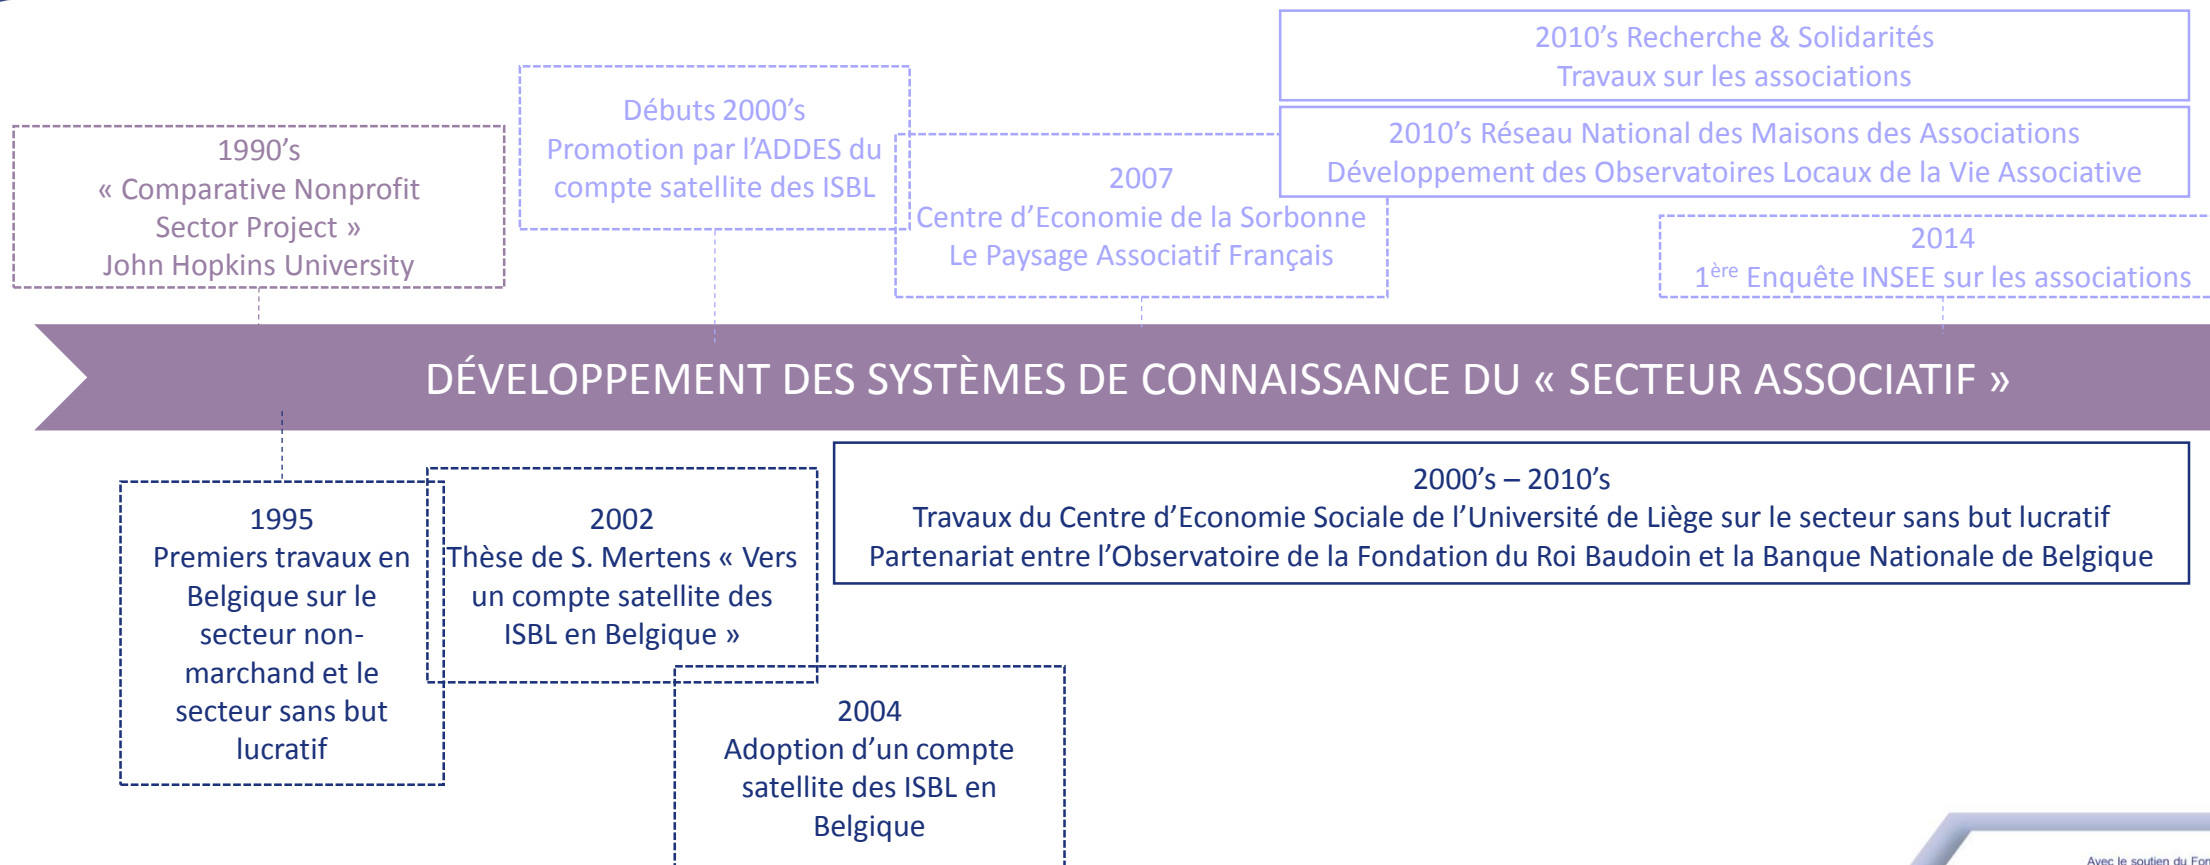 1990's
« Comparative Nonprofit
Sector Project »
John Hopkins University
Débuts 2000's
Promotion par l'ADDES du
compte satellite des ISBL
2007
Centre d'Economie de la Sorbonne
Le Paysage Associatif Français
2010's Recherche & Solidarités
Travaux sur les associations
2010's Réseau National des Maisons des Associations
Développement des Observatoires Locaux de la Vie Associative
2014
1ère Enquête INSEE sur les associations
DÉVELOPPEMENT DES SYSTÈMES DE CONNAISSANCE DU « SECTEUR ASSOCIATIF »
1995
Premiers travaux en
Belgique sur le
secteur non-
marchand et le
secteur sans but
lucratif
2002
Thèse de S. Mertens « Vers
un compte satellite des
ISBL en Belgique »
2004
Adoption d'un compte
satellite des ISBL en
Belgique
2000's – 2010's
Travaux du Centre d'Economie Sociale de l'Université de Liège sur le secteur sans but lucratif
Partenariat entre l'Observatoire de la Fondation du Roi Baudoin et la Banque Nationale de Belgique
Avec le soutien du